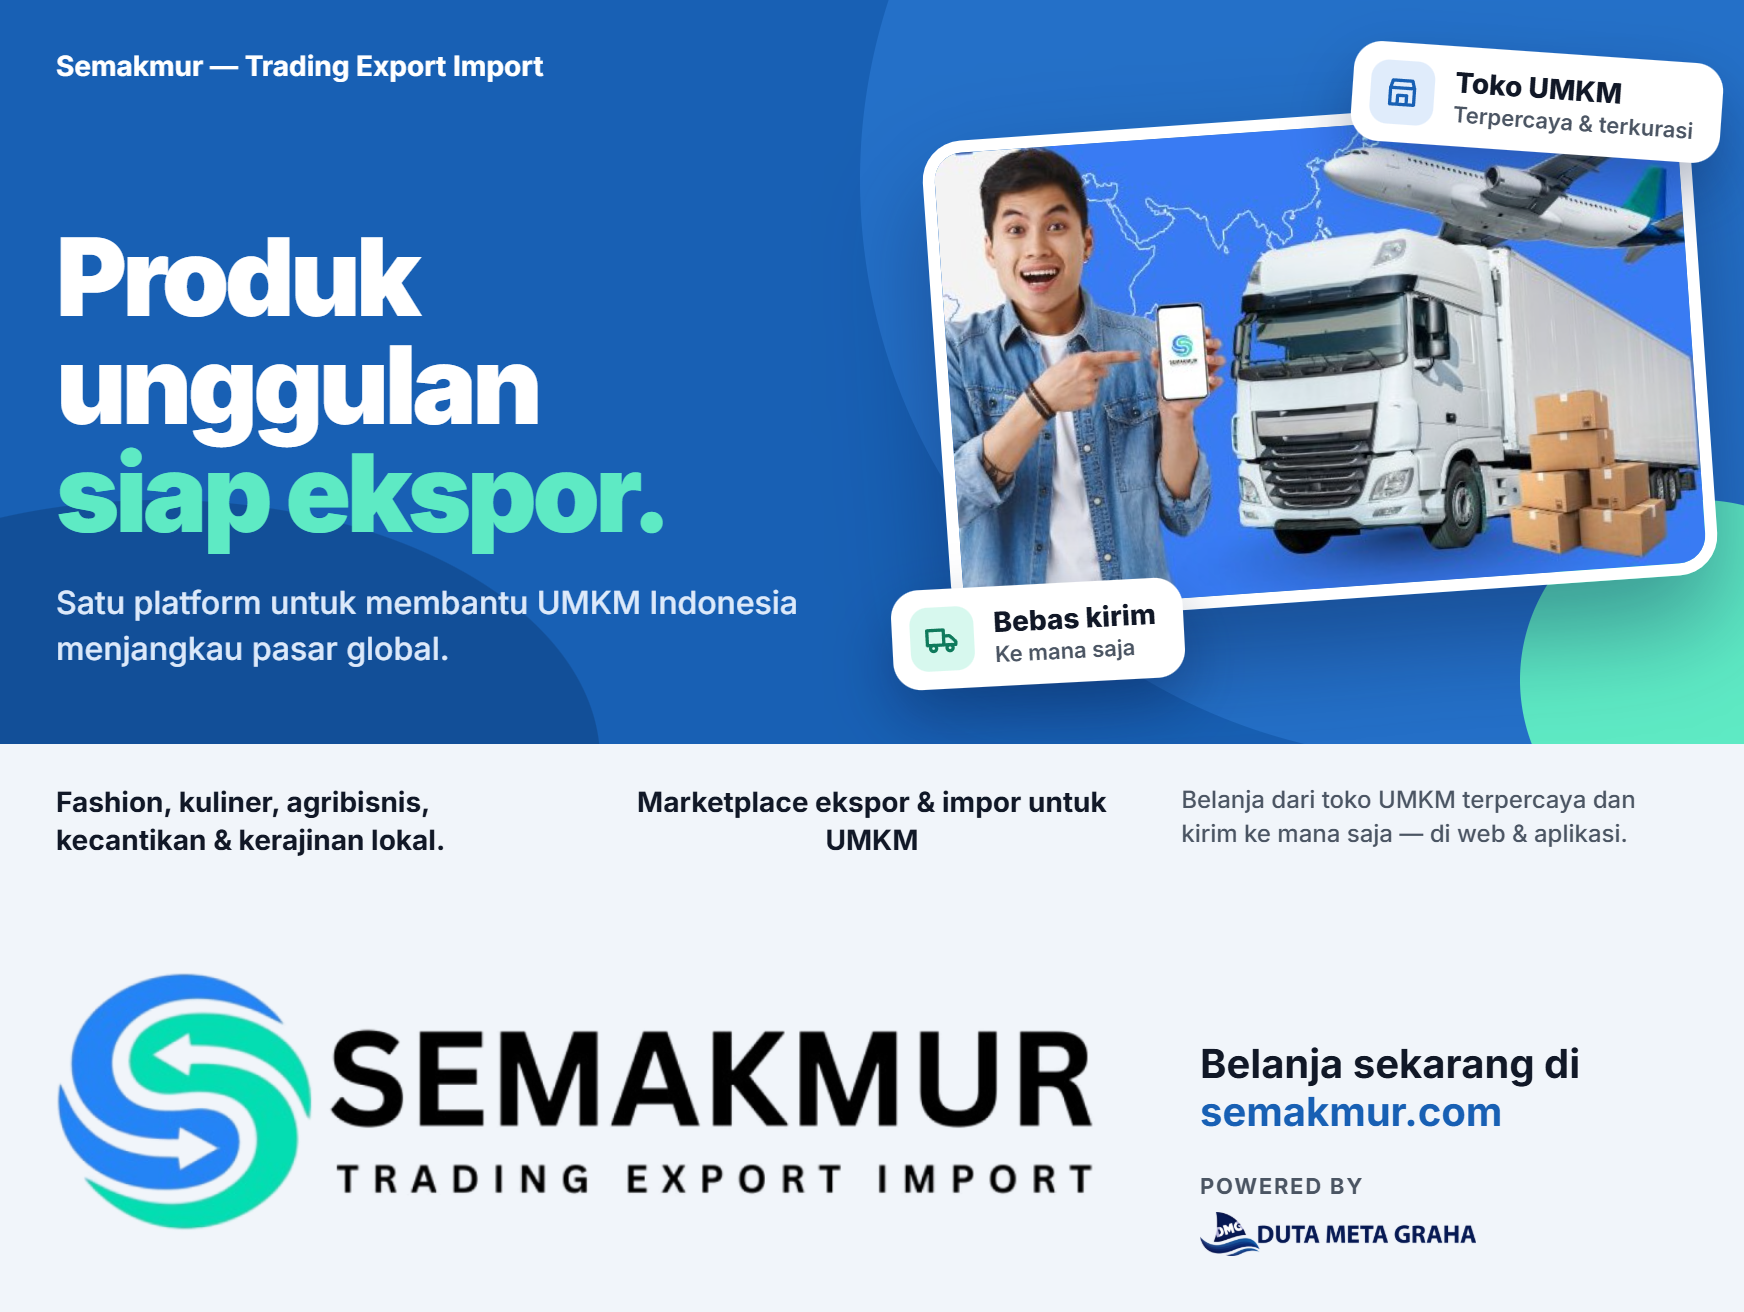 Semakmur — Trading Export Import
Toko UMKM
Terpercaya & terkurasi
Produk
unggulan
siap ekspor.
Satu platform untuk membantu UMKM Indonesia
menjangkau pasar global.
SEMAKMUR
Bebas kirim
Ke mana saja
Fashion, kuliner, agribisnis,
kecantikan & kerajinan lokal.
Marketplace ekspor & impor untuk
UMKM
Belanja dari toko UMKM terpercaya dan
kirim ke mana saja — di web & aplikasi.
SEMAKMUR
TRADING EXPORT IMPORT
Belanja sekarang di
semakmur.com
POWERED BY
DMG DUTA META GRAHA